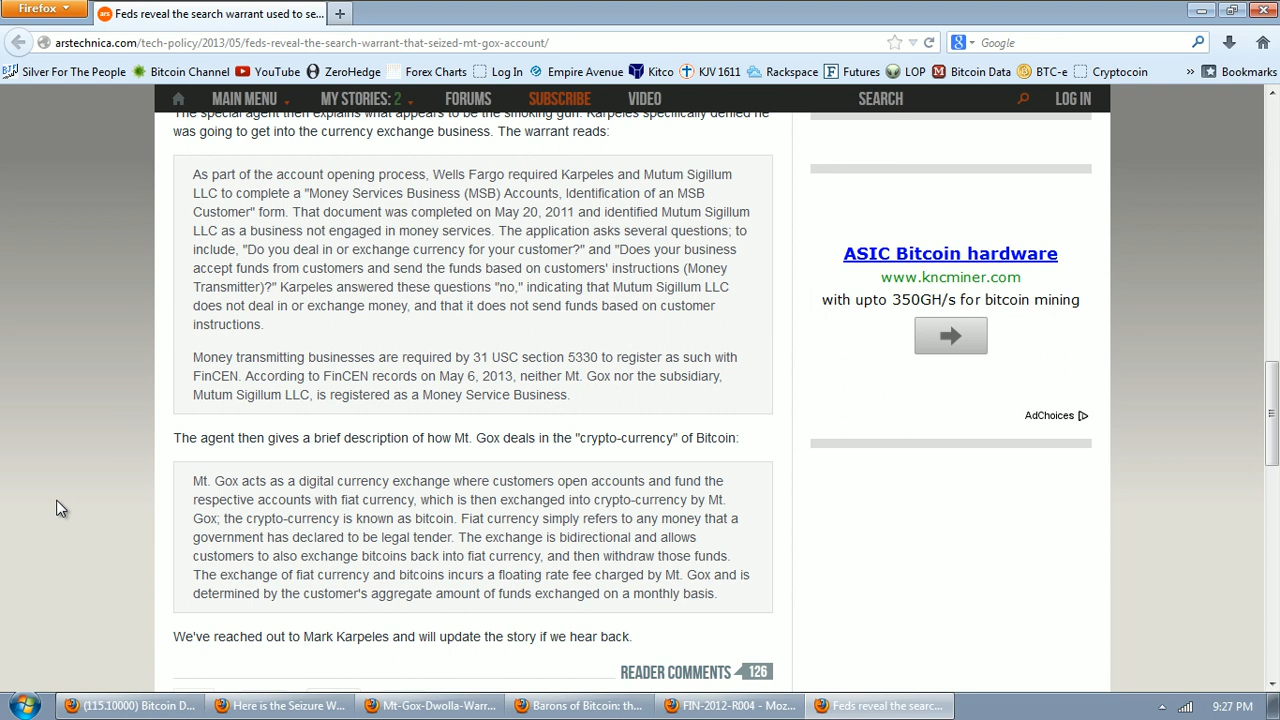 Firefox
Feds reveal the search warrant used to se...
arstechnica.com/tech-policy/2013/05/feds-reveal-the-search-warrant-that-seized-mt-gox-account/
Google
Silver For The People Bitcoin Channel YouTube ZeroHedge Forex Charts Log In Empire Avenue Kitco KJV 1611 Rackspace Futures LOP Bitcoin Data BTC-e Cryptocoin » Bookmarks
MAIN MENU MY STORIES: 2 FORUMS SUBSCRIBE VIDEO SEARCH LOG IN
The special agent then explains what appears to be the smoking gun: Karpeles specifically denied he
was going to get into the currency exchange business. The warrant reads:
As part of the account opening process, Wells Fargo required Karpeles and Mutum Sigillum
LLC to complete a "Money Services Business (MSB) Accounts, Identification of an MSB
Customer" form. That document was completed on May 20, 2011 and identified Mutum Sigillum
LLC as a business not engaged in money services. The application asks several questions; to
include, "Do you deal in or exchange currency for your customer?" and "Does your business
accept funds from customers and send the funds based on customers' instructions (Money
Transmitter)?" Karpeles answered these questions "no," indicating that Mutum Sigillum LLC
does not deal in or exchange money, and that it does not send funds based on customer
instructions.
Money transmitting businesses are required by 31 USC section 5330 to register as such with
FinCEN. According to FinCEN records on May 6, 2013, neither Mt. Gox nor the subsidiary,
Mutum Sigillum LLC, is registered as a Money Service Business.
The agent then gives a brief description of how Mt. Gox deals in the "crypto-currency" of Bitcoin:
Mt. Gox acts as a digital currency exchange where customers open accounts and fund the
respective accounts with fiat currency, which is then exchanged into crypto-currency by Mt.
Gox; the crypto-currency is known as bitcoin. Fiat currency simply refers to any money that a
government has declared to be legal tender. The exchange is bidirectional and allows
customers to also exchange bitcoins back into fiat currency, and then withdraw those funds.
The exchange of fiat currency and bitcoins incurs a floating rate fee charged by Mt. Gox and is
determined by the customer's aggregate amount of funds exchanged on a monthly basis.
We've reached out to Mark Karpeles and will update the story if we hear back.
READER COMMENTS 126
ASIC Bitcoin hardware
www.kncminer.com
with upto 350GH/s for bitcoin mining
AdChoices
(115.10000) Bitcoin D... Here is the Seizure W... Mt-Gox-Dwolla-Warr... Barons of Bitcoin: th... FIN-2012-R004 - Moz... Feds reveal the searc... 9:27 PM